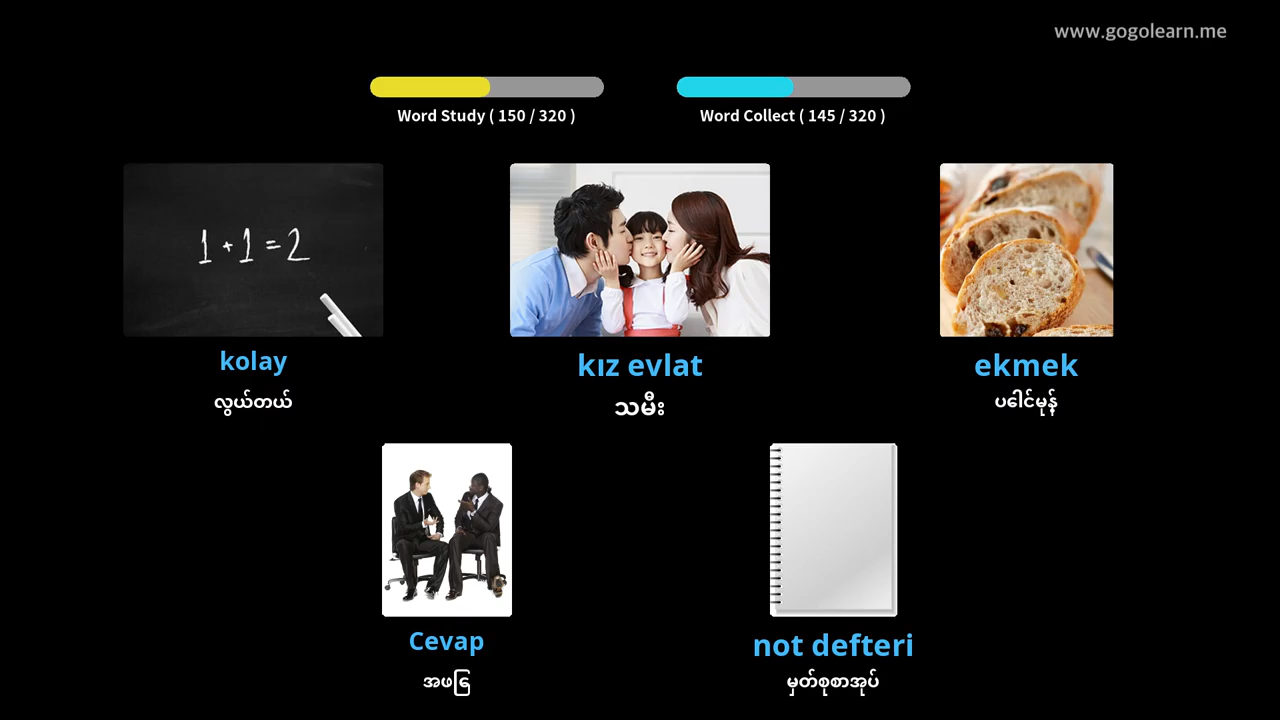 www.gogolearn.me
Word Study ( 150 / 320 )
Word Collect ( 145 / 320 )
1 + 1 = 2
kolay
လွယ်တယ်
kız evlat
သမီး
ekmek
ပေါင်မုန့်
Cevap
အဖြေ
not defteri
မှတ်စုစာအုပ်